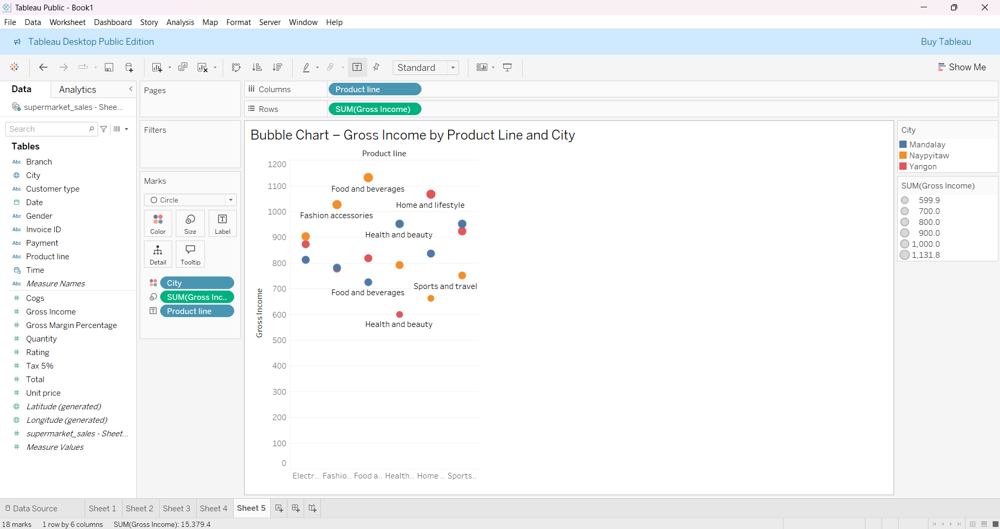 Tableau Public - Book1
File Data Worksheet Dashboard Story Analysis Map Format Server Window Help
Tableau Desktop Public Edition
Buy Tableau
Standard
Show Me
Data
Analytics
supermarket_sales - Shee...
Search
Tables
Abc Branch
City
Abc Customer type
Date
Abc Gender
Abc Invoice ID
Abc Payment
Abc Product line
Time
Abc Measure Names
# Cogs
# Gross Income
# Gross Margin Percentage
# Quantity
# Rating
# Tax 5%
# Total
# Unit price
Latitude (generated)
Longitude (generated)
# supermarket_sales - Sheet...
# Measure Values
Pages
Filters
Marks
Circle
Color
Size
T
Label
Detail
Tooltip
City
SUM(Gross Inc..
T Product line
Columns
Product line
Rows
SUM(Gross Income)
Bubble Chart – Gross Income by Product Line and City
Product line
Gross Income
1200
1100
1000
900
800
700
600
500
400
300
200
100
0
Food and beverages
Home and lifestyle
Fashion accessories
Health and beauty
Sports and travel
Food and beverages
Health and beauty
Electr.. Fashio.. Food a.. Health.. Home .. Sports..
City
Mandalay
Naypyitaw
Yangon
SUM(Gross Income)
599.9
700.0
800.0
900.0
1,000.0
1,131.8
Data Source
Sheet 1
Sheet 2
Sheet 3
Sheet 4
Sheet 5
18 marks
1 row by 6 columns
SUM(Gross Income): 15,379.4